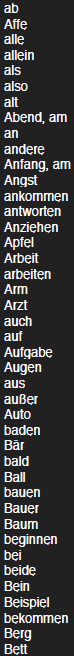 ab
Affe
alle
allein
als
also
alt
Abend, am
an
andere
Anfang, am
Angst
ankommen
antworten
Anziehen
Apfel
Arbeit
arbeiten
Arm
Arzt
auch
auf
Aufgabe
Augen
aus
außer
Auto
baden
Bär
bald
Ball
bauen
Bauer
Baum
beginnen
bei
beide
Bein
Beispiel
bekommen
Berg
Bett